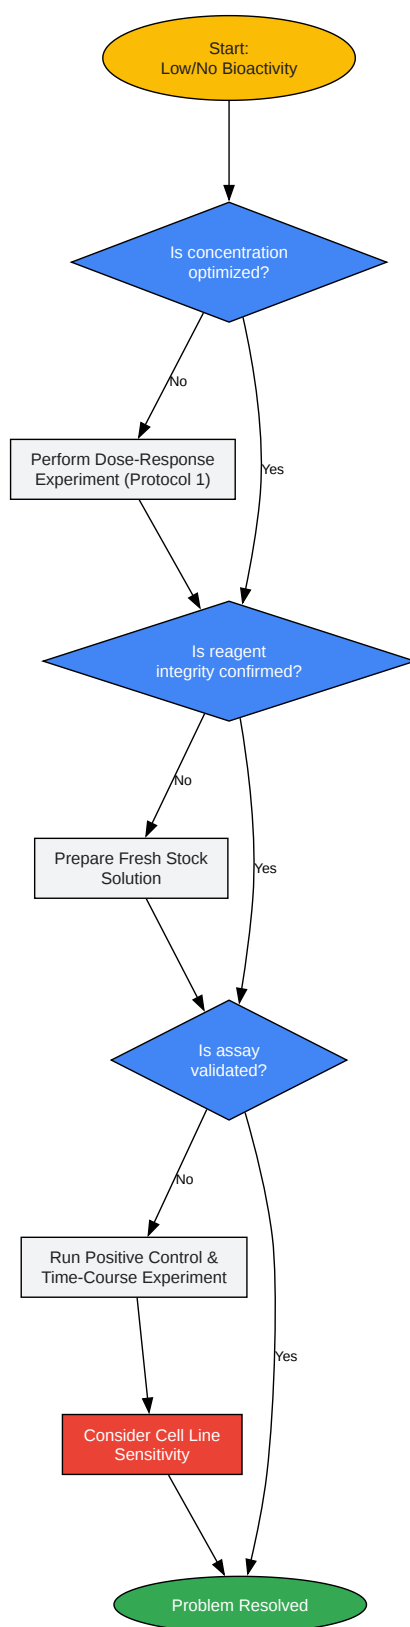 Start:
Low/No Bioactivity
Is concentration
optimized?
No
Perform Dose-Response
Experiment (Protocol 1)
Yes
Is reagent
integrity confirmed?
No
Prepare Fresh Stock
Solution
Yes
Is assay
validated?
No
Run Positive Control &
Time-Course Experiment
Yes
Consider Cell Line
Sensitivity
Problem Resolved